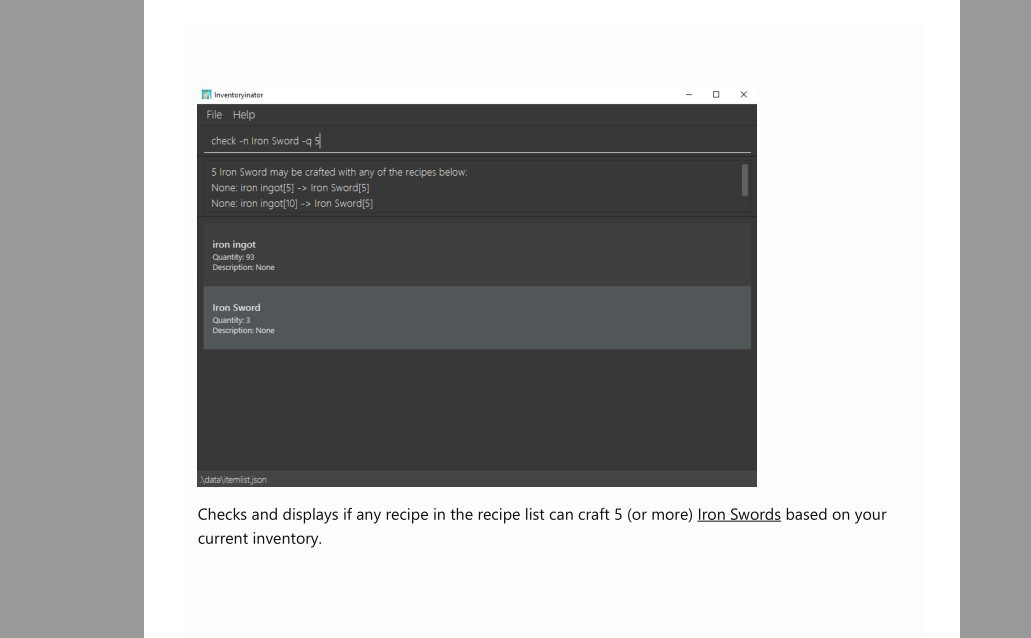 Inventoryinator
File Help
check -n Iron Sword -q 5
5 Iron Sword may be crafted with any of the recipes below:
None: iron ingot[5] -> Iron Sword[5]
None: iron ingot[10] -> Iron Sword[5]
iron ingot
Quantity: 93
Description: None
Iron Sword
Quantity: 3
Description: None
.\data\itemlist.json
Checks and displays if any recipe in the recipe list can craft 5 (or more) Iron Swords based on your
current inventory.